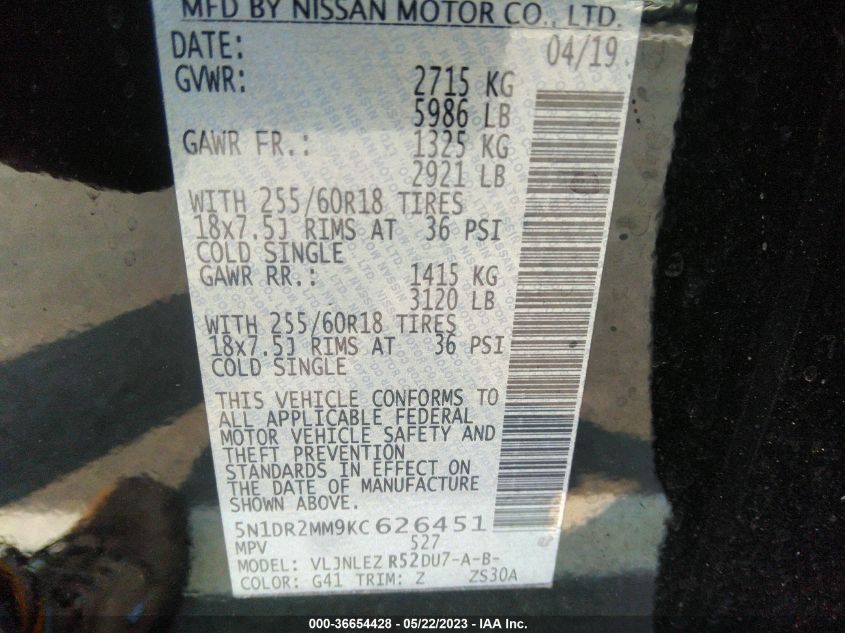 MFD BY NISSAN MOTOR CO., LTD.
DATE: 04/19
GVWR: 2715 KG
5986 LB
GAWR FR.: 1325 KG
2921 LB
WITH 255/60R18 TIRES
18x7.5J RIMS AT 36 PSI
COLD SINGLE
GAWR RR.: 1415 KG
3120 LB
WITH 255/60R18 TIRES
18x7.5J RIMS AT 36 PSI
COLD SINGLE
THIS VEHICLE CONFORMS TO
ALL APPLICABLE FEDERAL
MOTOR VEHICLE SAFETY AND
THEFT PREVENTION
STANDARDS IN EFFECT ON
THE DATE OF MANUFACTURE
SHOWN ABOVE.
5N1DR2MM9KC626451
MPV 527
MODEL: VLJNLEZ R52DU7-A-B-
COLOR: G41 TRIM: Z ZS30A
000-36654428 - 05/22/2023 - IAA Inc.